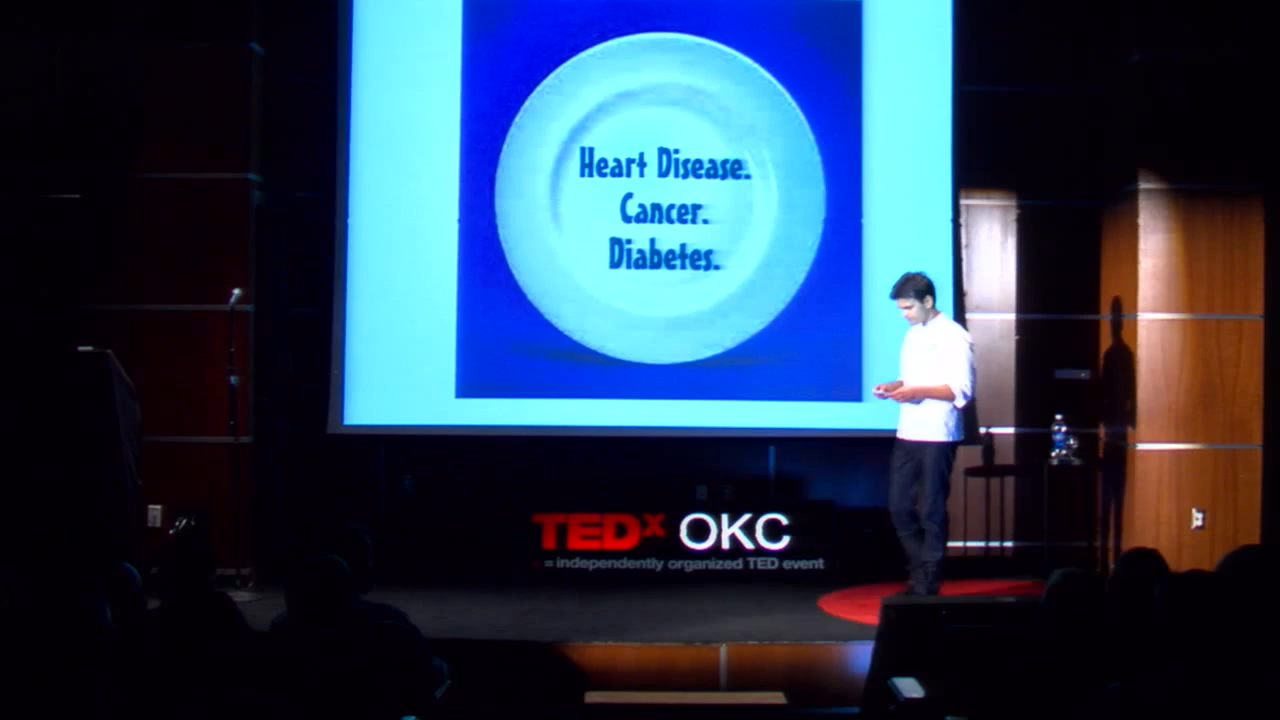 Heart Disease.
Cancer.
Diabetes.
TEDx OKC
x = independently organized TED event